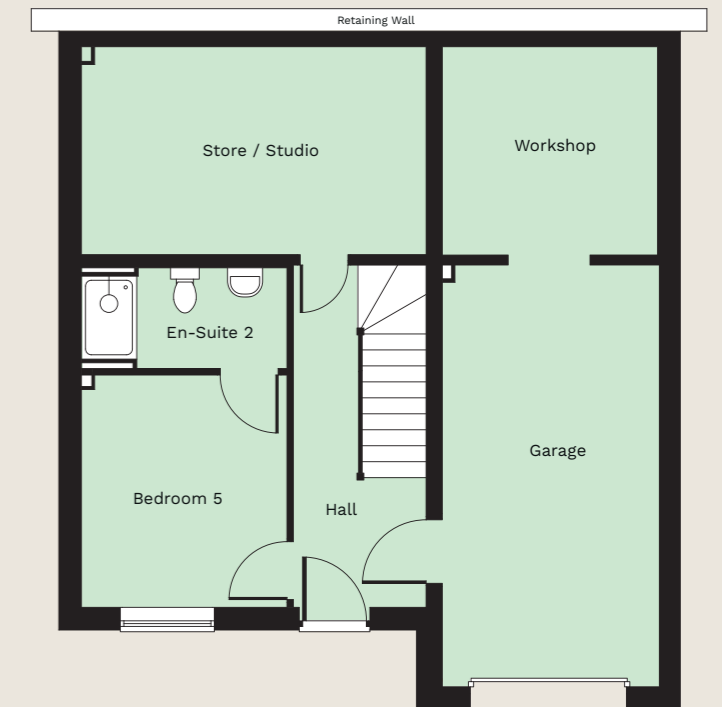 Retaining Wall
Store / Studio
Workshop
En-Suite 2
Garage
Bedroom 5
Hall